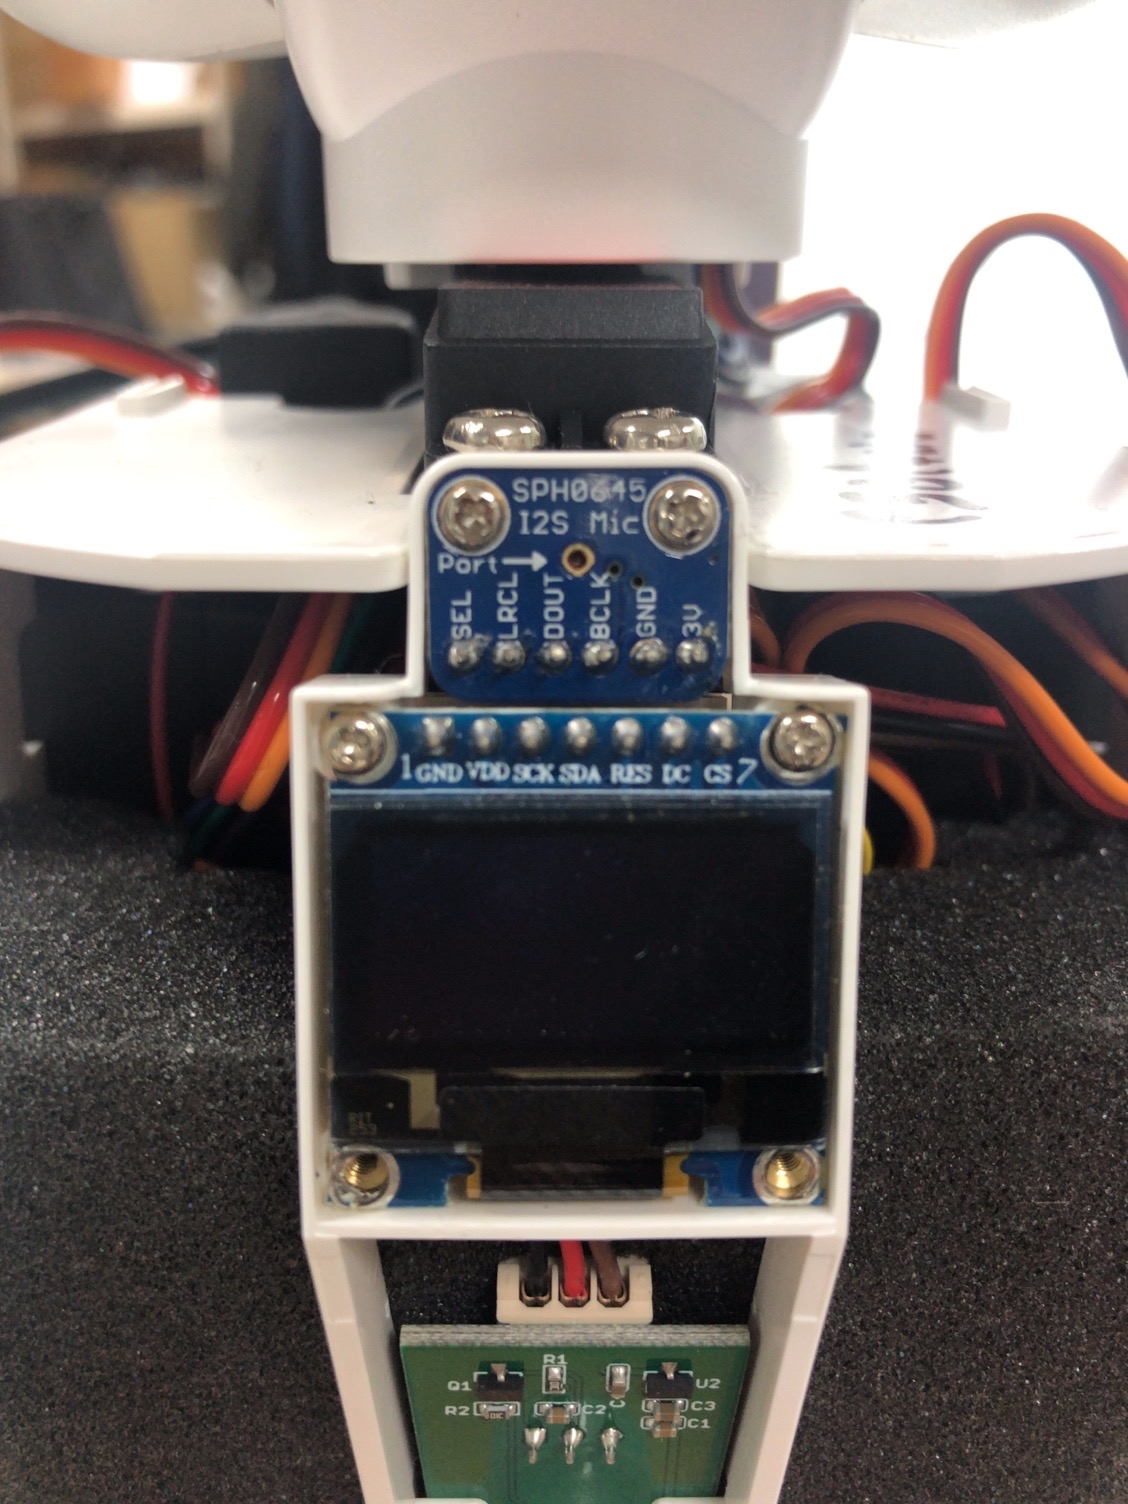 SPH0645
I2S Mic
Port→
SEL LRCL DOUT BCLK GND 3V
1 GND VDD SCK SDA RES DC CS 7
R1
Q1 U2
R2 C2 C3
C1